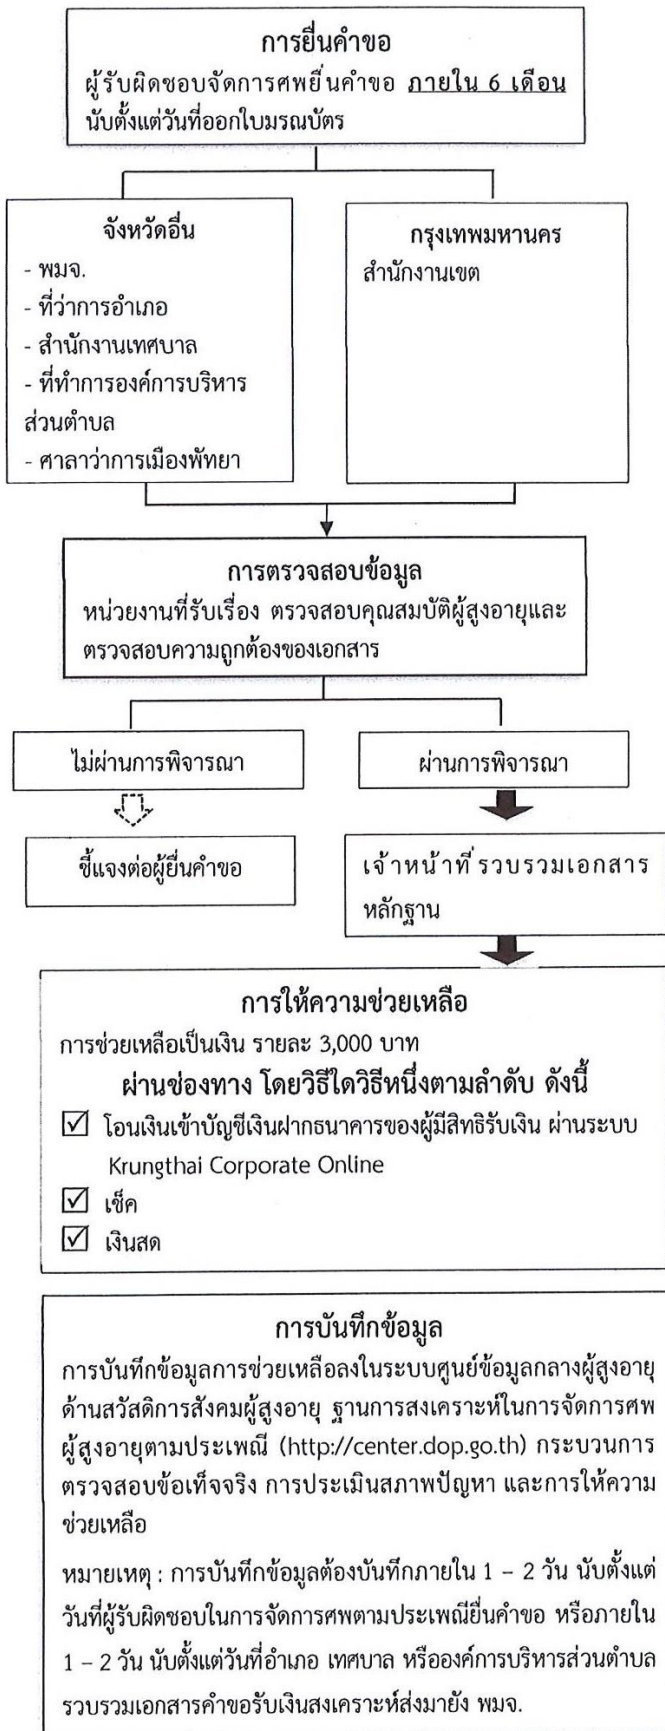 การยื่นคำขอ
ผู้รับผิดชอบจัดการศพยื่นคำขอ ภายใน 6 เดือน
นับตั้งแต่วันที่ออกใบมรณบัตร
จังหวัดอื่น
- พมจ.
- ที่ว่าการอำเภอ
- สำนักงานเทศบาล
- ที่ทำการองค์การบริหาร
ส่วนตำบล
- ศาลาว่าการเมืองพัทยา
กรุงเทพมหานคร
สำนักงานเขต
การตรวจสอบข้อมูล
หน่วยงานที่รับเรื่อง ตรวจสอบคุณสมบัติผู้สูงอายุและ
ตรวจสอบความถูกต้องของเอกสาร
ไม่ผ่านการพิจารณา
ผ่านการพิจารณา
ชี้แจงต่อผู้ยื่นคำขอ
เจ้าหน้าที่รวบรวมเอกสาร
หลักฐาน
การให้ความช่วยเหลือ
การช่วยเหลือเป็นเงิน รายละ 3,000 บาท
ผ่านช่องทาง โดยวิธีใดวิธีหนึ่งตามลำดับ ดังนี้
☑ โอนเงินเข้าบัญชีเงินฝากธนาคารของผู้มีสิทธิรับเงิน ผ่านระบบ
Krungthai Corporate Online
☑ เช็ค
☑ เงินสด
การบันทึกข้อมูล
การบันทึกข้อมูลการช่วยเหลือลงในระบบศูนย์ข้อมูลกลางผู้สูงอายุ
ด้านสวัสดิการสังคมผู้สูงอายุ ฐานการสงเคราะห์ในการจัดการศพ
ผู้สูงอายุตามประเพณี (http://center.dop.go.th) กระบวนการ
ตรวจสอบข้อเท็จจริง การประเมินสภาพปัญหา และการให้ความ
ช่วยเหลือ
หมายเหตุ : การบันทึกข้อมูลต้องบันทึกภายใน 1 – 2 วัน นับตั้งแต่
วันที่ผู้รับผิดชอบในการจัดการศพตามประเพณียื่นคำขอ หรือภายใน
1 – 2 วัน นับตั้งแต่วันที่อำเภอ เทศบาล หรือองค์การบริหารส่วนตำบล
รวบรวมเอกสารคำขอรับเงินสงเคราะห์ส่งมายัง พมจ.